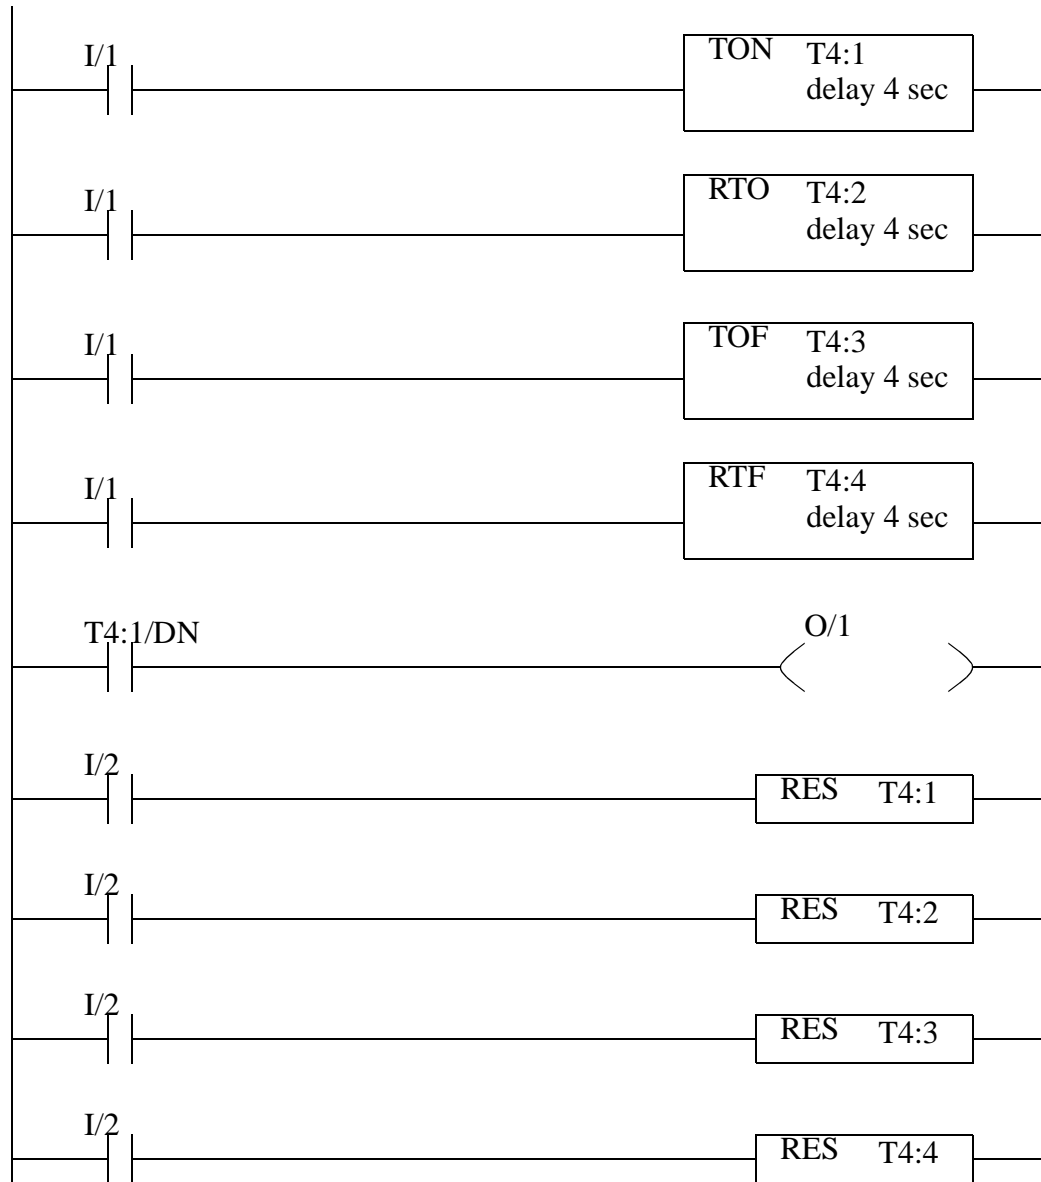 I/1
TON T4:1
delay 4 sec
I/1
RTO T4:2
delay 4 sec
I/1
TOF T4:3
delay 4 sec
I/1
RTF T4:4
delay 4 sec
T4:1/DN O/1
I/2
RES T4:1
I/2
RES T4:2
I/2
RES T4:3
I/2
RES T4:4